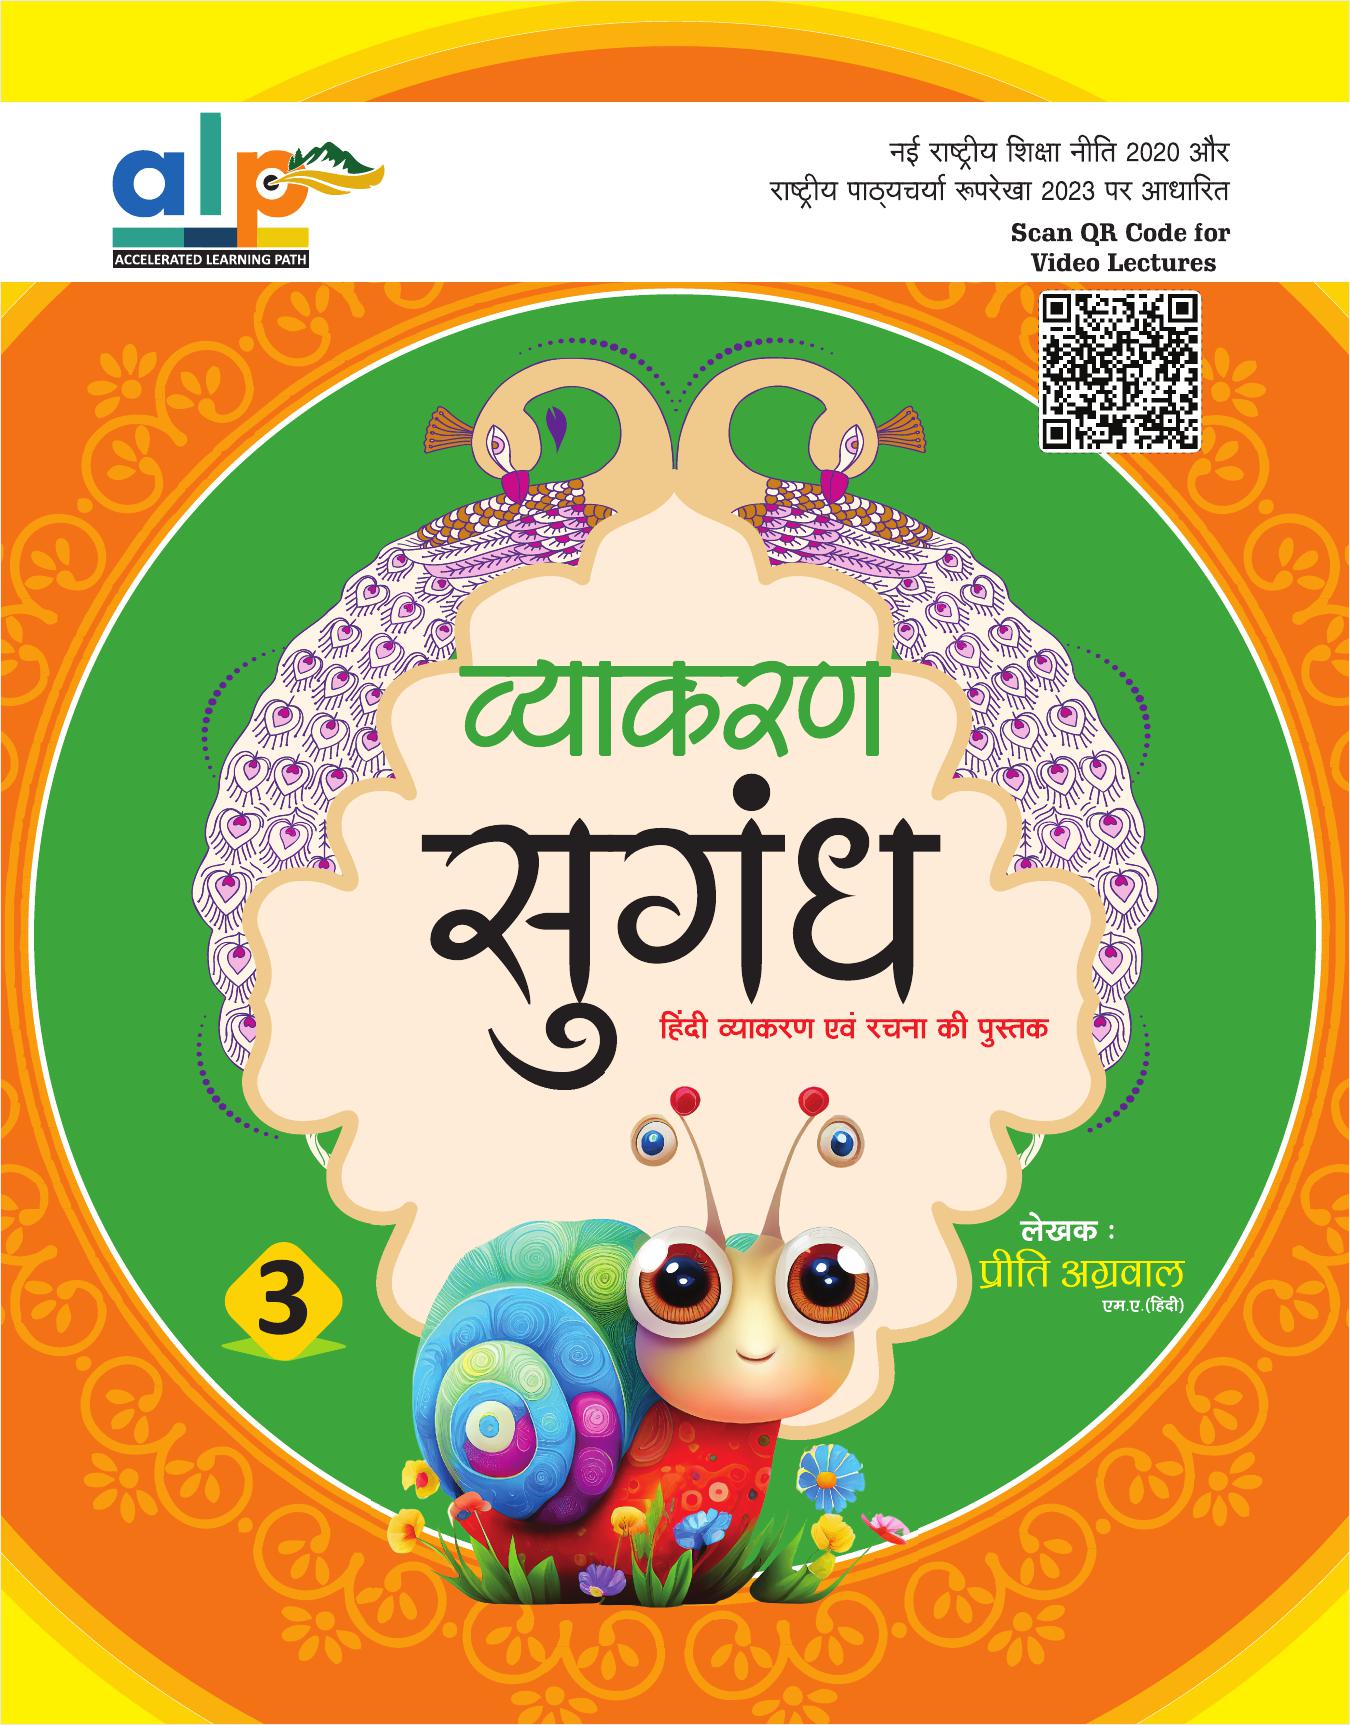 alp
ACCELERATED LEARNING PATH
नई राष्ट्रीय शिक्षा नीति 2020 और
राष्ट्रीय पाठ्यचर्या रूपरेखा 2023 पर आधारित
Scan QR Code for
Video Lectures
व्याकरण
सुगंध
हिंदी व्याकरण एवं रचना की पुस्तक
लेखक :
प्रीति अग्रवाल
एम.ए.(हिंदी)
3